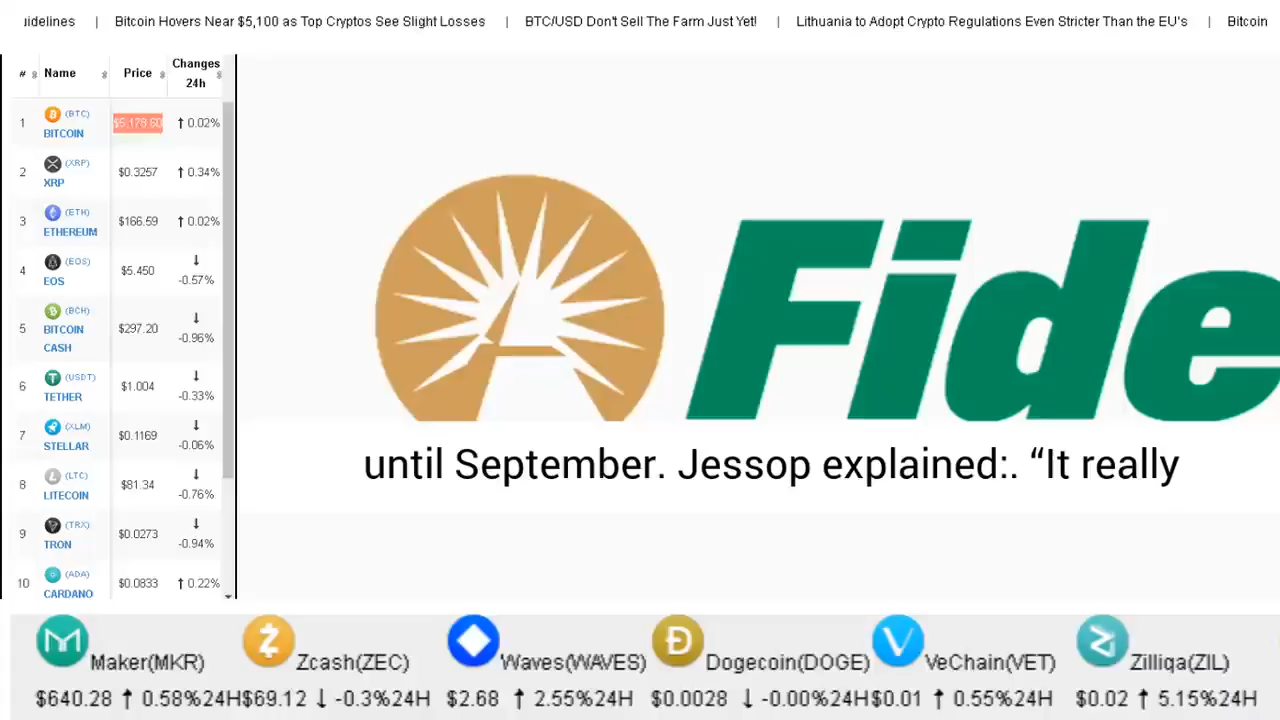 idelines | Bitcoin Hovers Near $5,100 as Top Cryptos See Slight Losses | BTC/USD Don't Sell The Farm Just Yet! | Lithuania to Adopt Crypto Regulations Even Stricter Than the EU's | Bitcoin
# Name Price Changes 24h
1 (BTC) BITCOIN $5,178.60 ↑ 0.02%
2 (XRP) XRP $0.3257 ↑ 0.34%
3 (ETH) ETHEREUM $166.59 ↑ 0.02%
4 (EOS) EOS $5.450 ↓ -0.57%
5 (BCH) BITCOIN CASH $297.20 ↓ -0.96%
6 (USDT) TETHER $1.004 ↓ -0.33%
7 (XLM) STELLAR $0.1169 ↓ -0.06%
8 (LTC) LITECOIN $81.34 ↓ -0.76%
9 (TRX) TRON $0.0273 ↓ -0.94%
10 (ADA) CARDANO $0.0833 ↑ 0.22%
Fide
until September. Jessop explained:. “It really
Maker(MKR) Zcash(ZEC) Waves(WAVES) Dogecoin(DOGE) VeChain(VET) Zilliqa(ZIL)
$640.28 ↑ 0.58%24H $69.12 ↓ -0.3%24H $2.68 ↑ 2.55%24H $0.0028 ↓ -0.00%24H $0.01 ↑ 0.55%24H $0.02 ↑ 5.15%24H